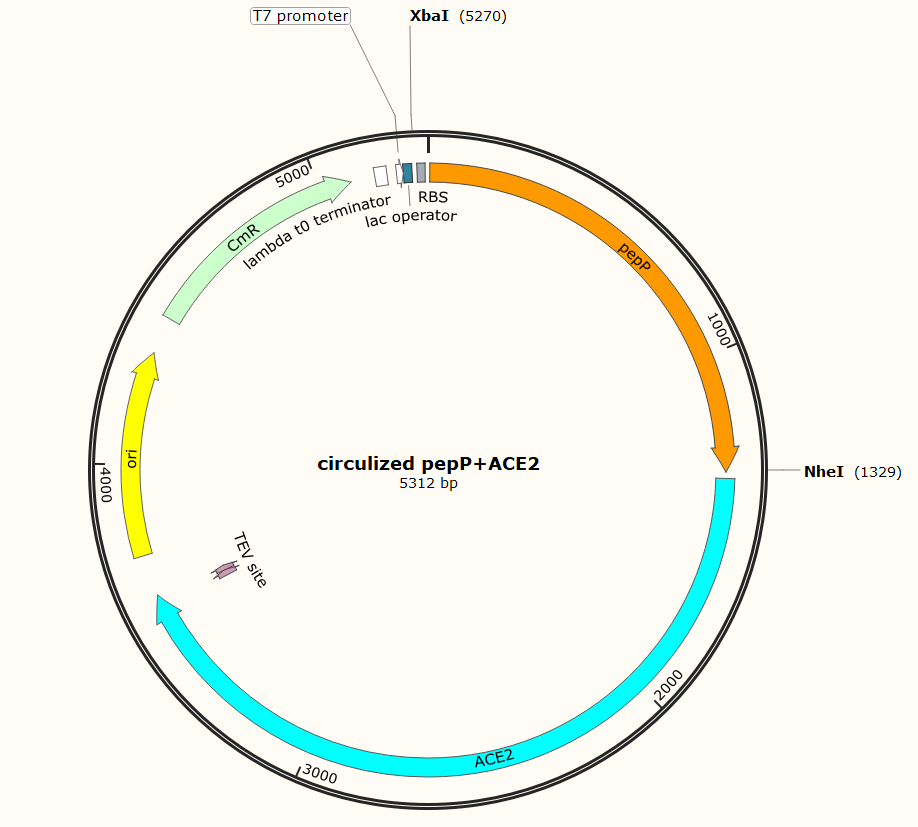 T7 promoter
XbaI (5270)
5000
CmR
lambda t0 terminator
RBS
lac operator
pepP
1000
ori
4000
circulized pepP+ACE2
5312 bp
NheI (1329)
TEV site
2000
ACE2
3000